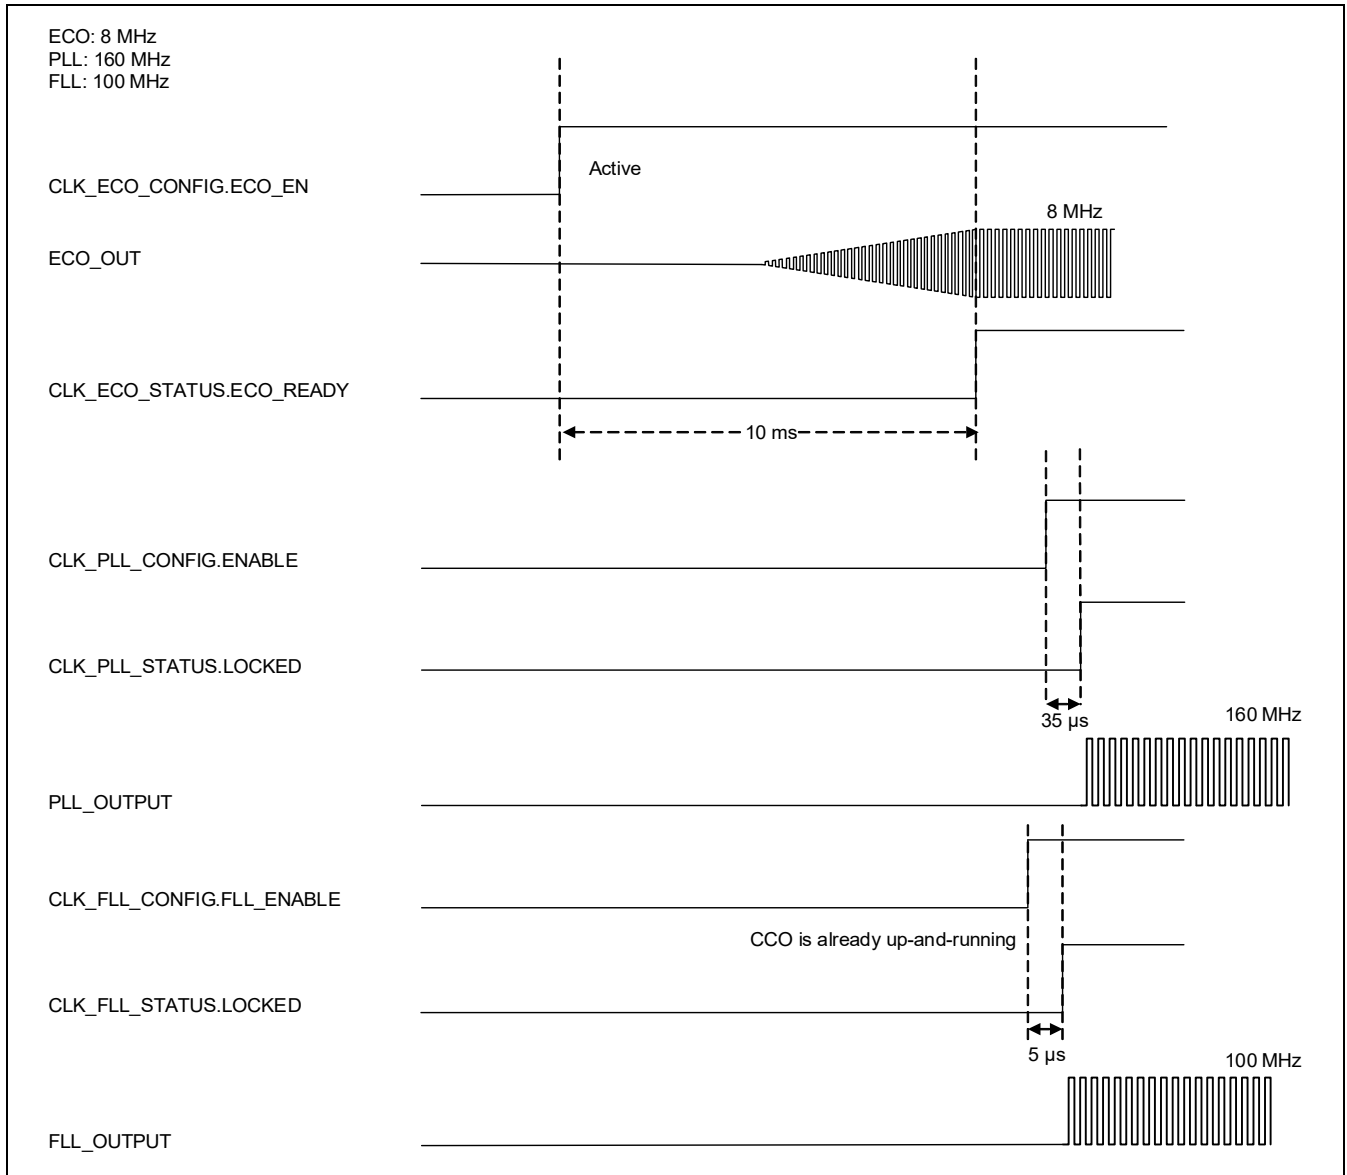 ECO: 8 MHz
PLL: 160 MHz
FLL: 100 MHz
Active
CLK_ECO_CONFIG.ECO_EN
8 MHz
ECO_OUT
CLK_ECO_STATUS.ECO_READY
10 ms
CLK_PLL_CONFIG.ENABLE
CLK_PLL_STATUS.LOCKED
35 µs
160 MHz
PLL_OUTPUT
CLK_FLL_CONFIG.FLL_ENABLE
CCO is already up-and-running
CLK_FLL_STATUS.LOCKED
5 µs
100 MHz
FLL_OUTPUT